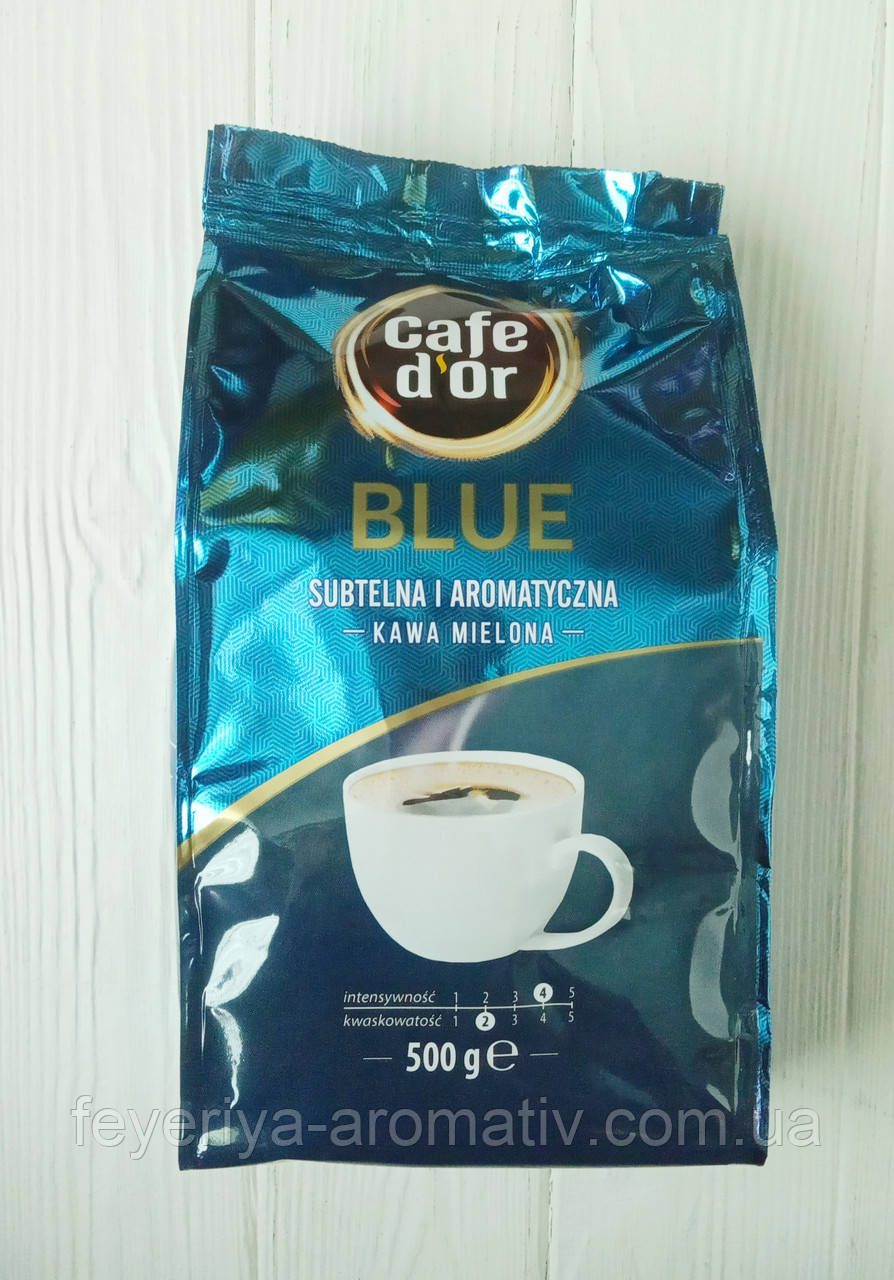 cafe
d'or
BLUE
SUBTELNA I AROMATYCZNA
— KAWA MIELONA —
intensywność 1 2 3 4 5
kwaskowatość 1 2 3 4 5
— 500 g ℮ —
feyeriya-aromativ.com.ua